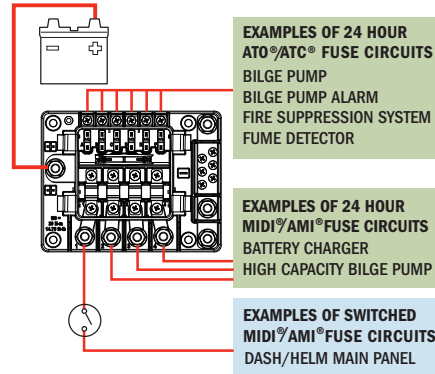 EXAMPLES OF 24 HOUR
ATO®/ATC® FUSE CIRCUITS
BILGE PUMP
BILGE PUMP ALARM
FIRE SUPPRESSION SYSTEM
FUME DETECTOR
EXAMPLES OF 24 HOUR
MIDI®/AMI®FUSE CIRCUITS
BATTERY CHARGER
HIGH CAPACITY BILGE PUMP
EXAMPLES OF SWITCHED
MIDI®/AMI®FUSE CIRCUITS
DASH/HELM MAIN PANEL